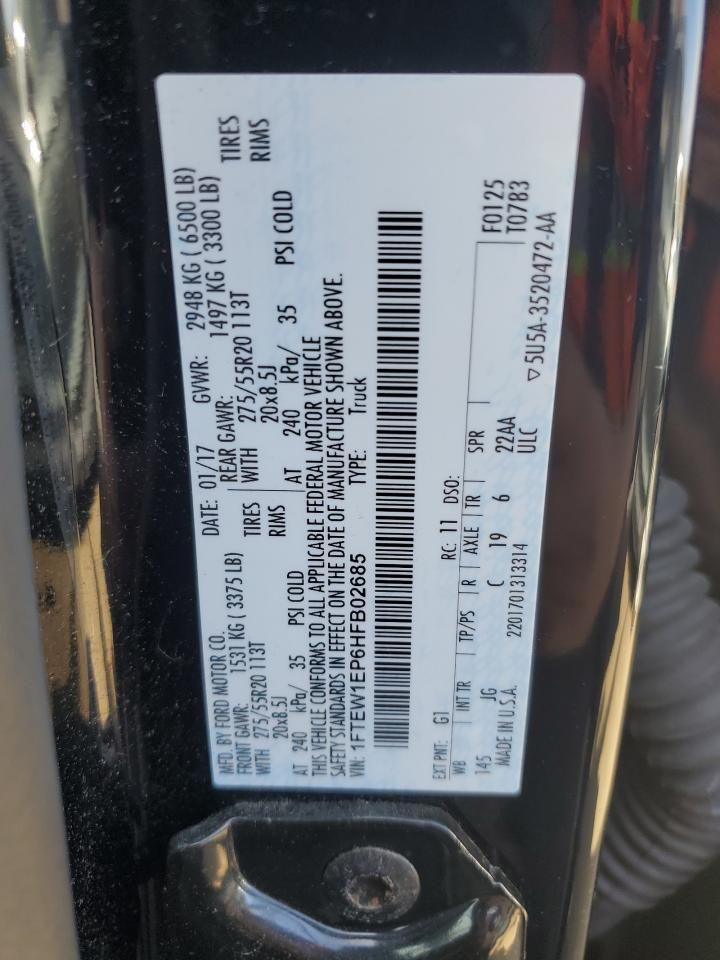 MFD. BY FORD MOTOR CO.
DATE: 01/17 GVWR: 2948 KG ( 6500 LB)
FRONT GAWR: 1531 KG ( 3375 LB) REAR GAWR: 1497 KG ( 3300 LB)
WITH 275/55R20 113T TIRES WITH 275/55R20 113T TIRES
20x8.5J RIMS 20x8.5J RIMS
AT 240 kPa/ 35 PSI COLD AT 240 kPa/ 35 PSI COLD
THIS VEHICLE CONFORMS TO ALL APPLICABLE FEDERAL MOTOR VEHICLE
SAFETY STANDARDS IN EFFECT ON THE DATE OF MANUFACTURE SHOWN ABOVE.
VIN: 1FTEW1EP6HFB02685 TYPE: Truck
EXT PNT: G1 RC: 11 DSO: F0125
WB INT TR TP/PS R AXLE TR SPR T0783
145 JG C 19 6 22AA
MADE IN U.S.A. 2201701313314 ULC
▽5U5A-3520472-AA